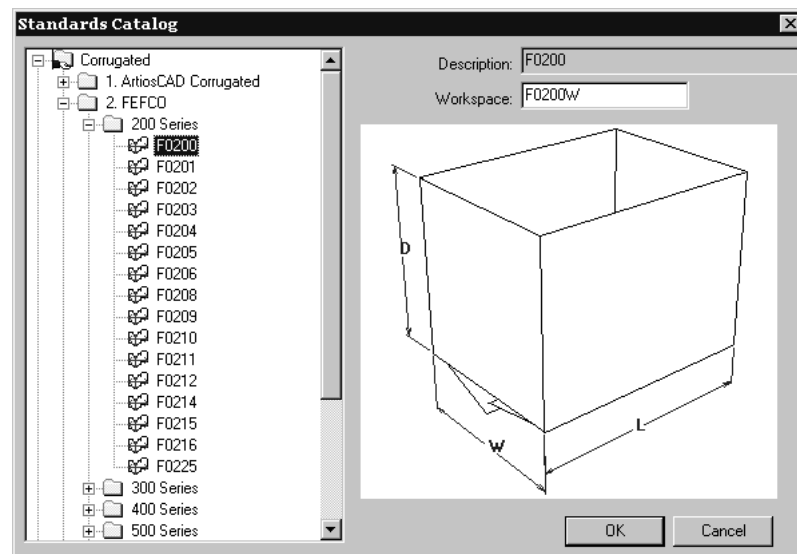 Standards Catalog
Corrugated
1. ArtiosCAD Corrugated
2. FEFCO
200 Series
F0200
F0201
F0202
F0203
F0204
F0205
F0206
F0208
F0209
F0210
F0211
F0212
F0214
F0215
F0216
F0225
300 Series
400 Series
500 Series
Description: F0200
Workspace: F0200W
D
W
L
OK Cancel